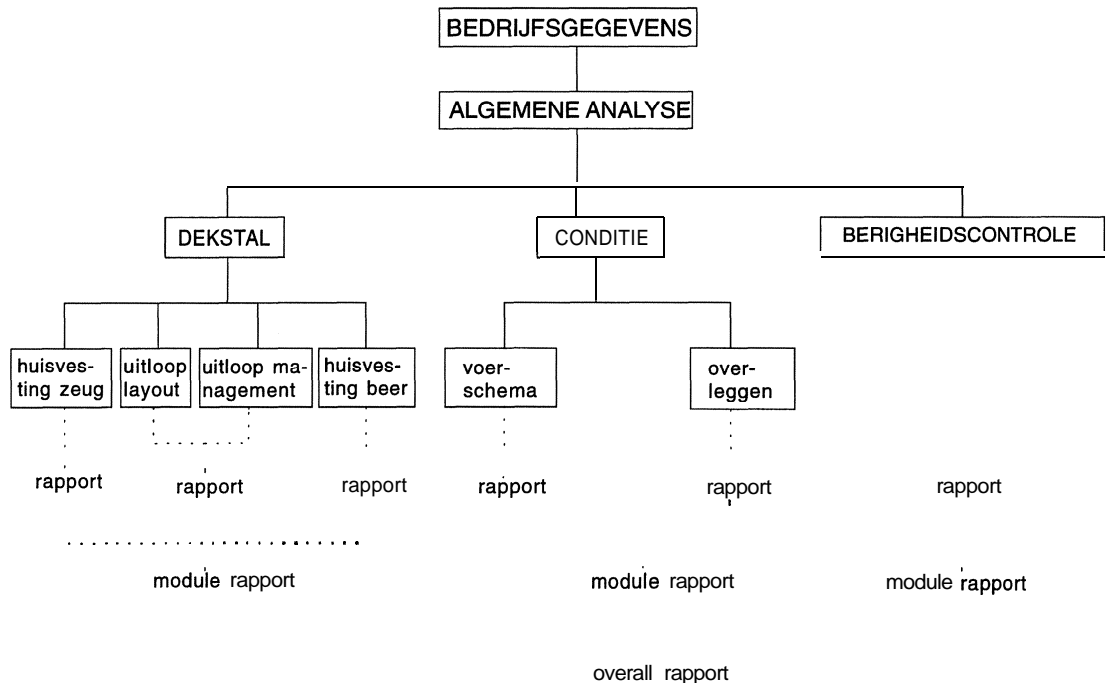 BEDRIJFSGEGEVENS
ALGEMENE ANALYSE
DEKSTAL
CONDITIE
BERIGHEIDSCONTROLE
huisves-
ting zeug
uitloop
layout
uitloop ma-
nagement
huisves-
ting beer
voer-
schema
over-
leggen
rapport
rapport
rapport
rapport
rapport
rapport
module rapport
module rapport
module rapport
overall rapport